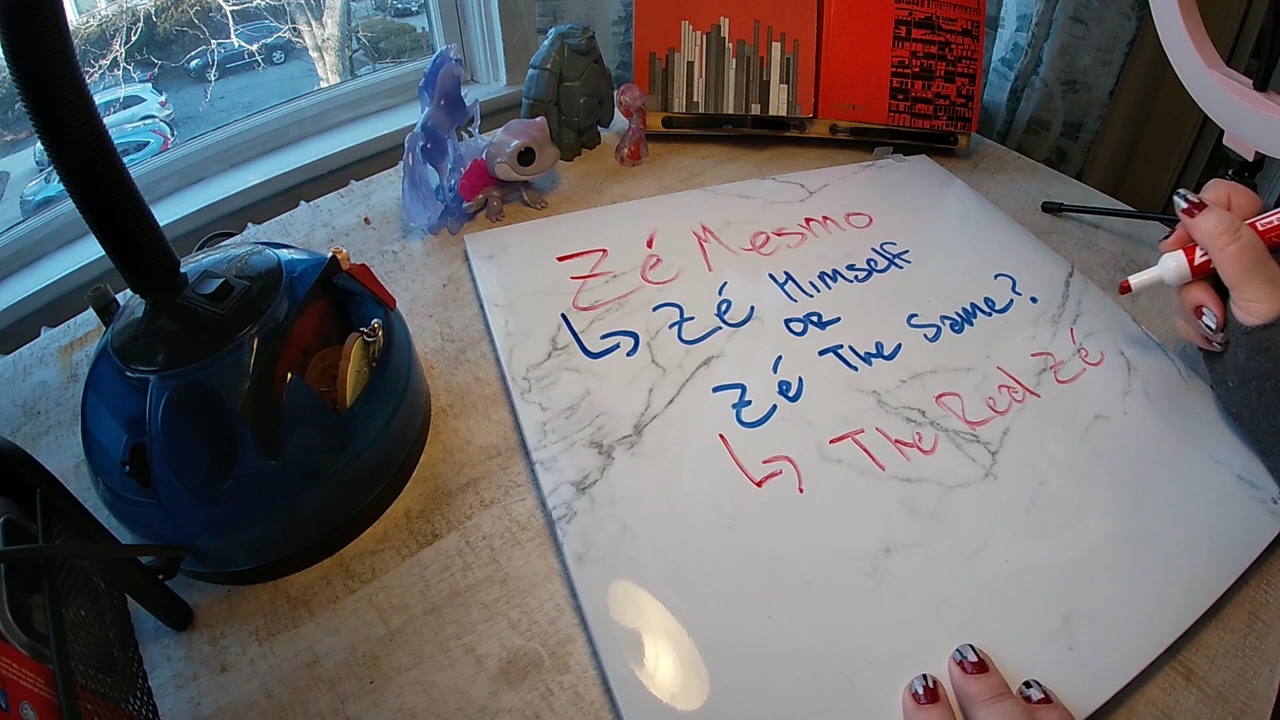 Zé Mesmo
↳ Zé Himself
OR
Zé The Same?
↳ The Red Zé